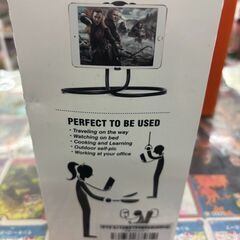 PERFECT TO BE USED
· Traveling on the way
· Watching on bed
· Cooking and Learning
· Outdoor self-pic
· Working at your office